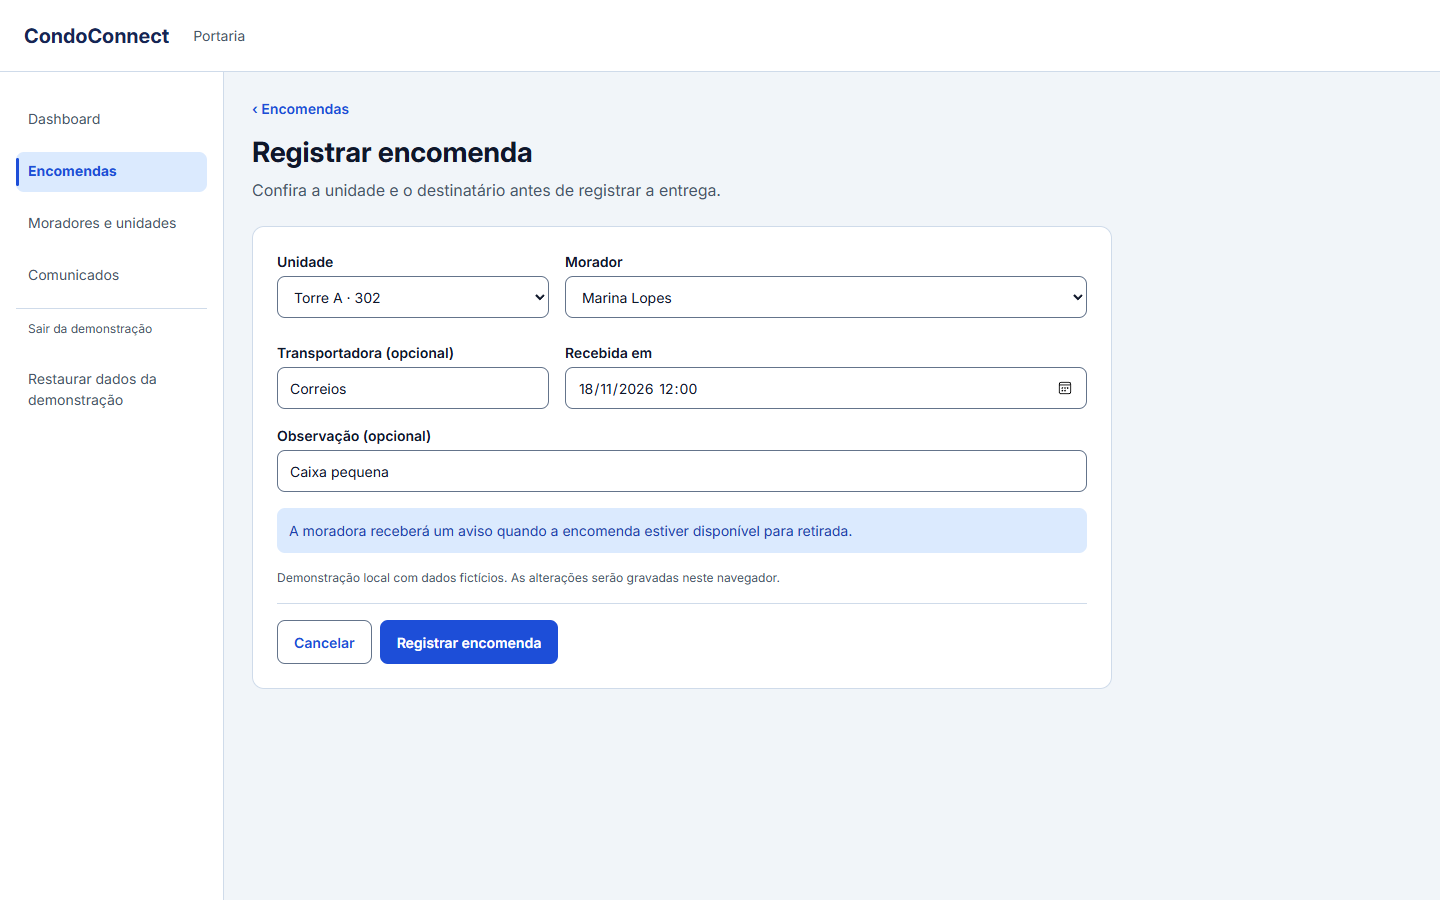 CondoConnect
Portaria
Dashboard
Encomendas
Moradores e unidades
Comunicados
Sair da demonstração
Restaurar dados da
demonstração
‹ Encomendas
Registrar encomenda
Confira a unidade e o destinatário antes de registrar a entrega.
Unidade
Morador
Torre A · 302
Marina Lopes
Transportadora (opcional)
Recebida em
Correios
18/11/2026 12:00
Observação (opcional)
Caixa pequena
A moradora receberá um aviso quando a encomenda estiver disponível para retirada.
Demonstração local com dados fictícios. As alterações serão gravadas neste navegador.
Cancelar
Registrar encomenda